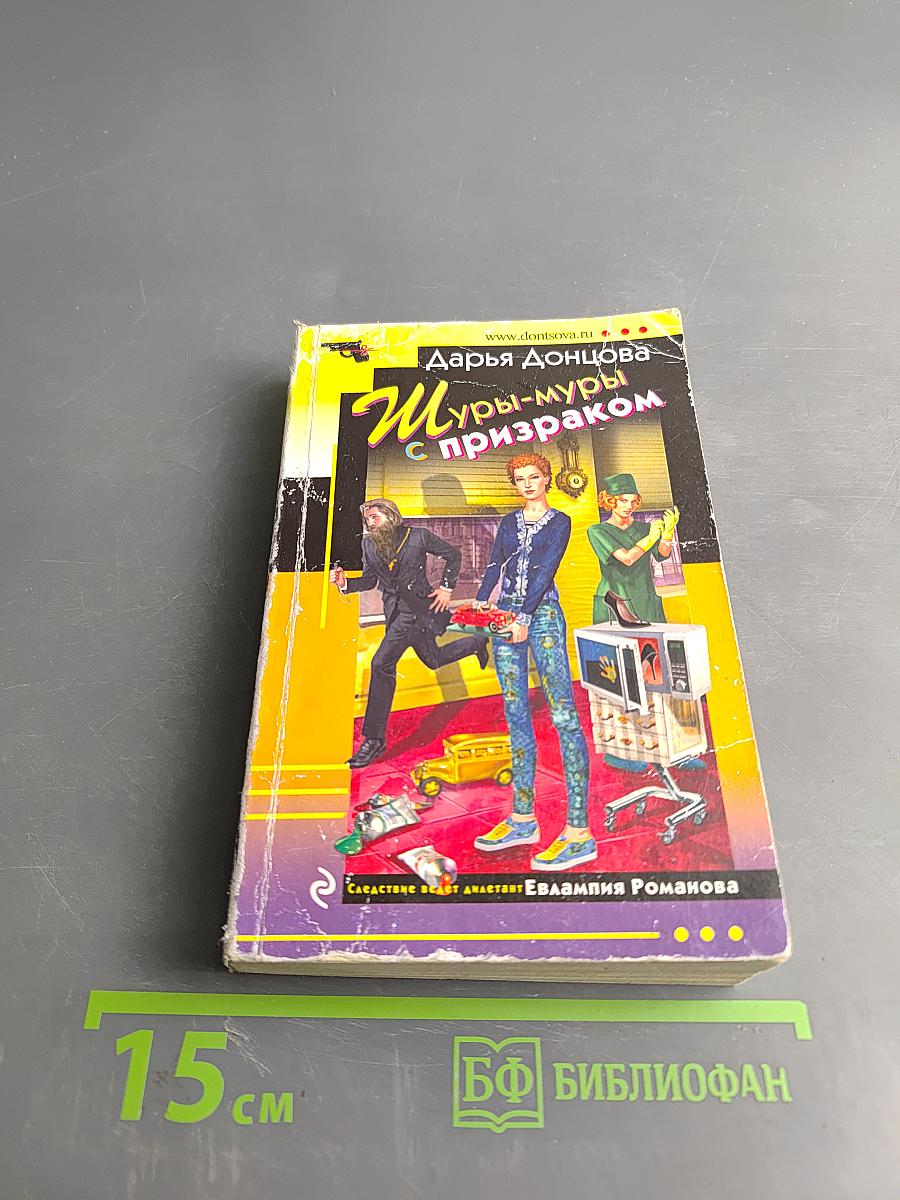 www.dontsova.ru
Дарья Донцова
Шуры-муры
с призраком
Следствие ведет дилетант Евлампия Романова
15 см
БФ БИБЛИОФАН